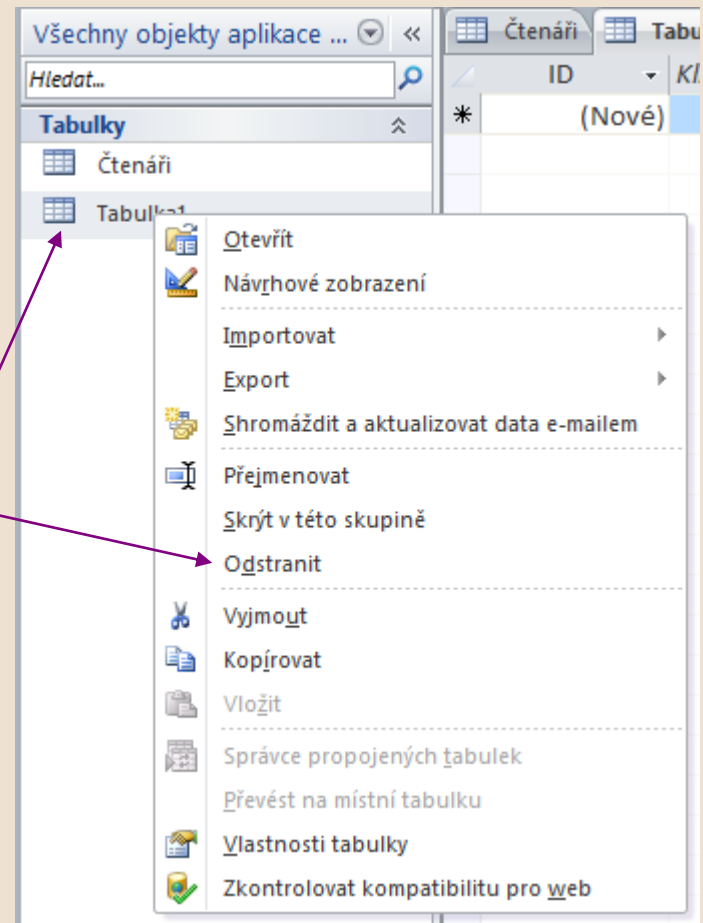 Všechny objekty aplikace ... «
Čtenáři
Hledat...
ID
(Nové)
Tabulky
Čtenáři
Otevřít
Návrhové zobrazení
Importovat
Export
Shromáždit a aktualizovat data e-mailem
Přejmenovat
Skrýt v této skupině
Odstranit
Vyjmout
Kopírovat
Vložit
Správce propojených tabulek
Převést na místní tabulku
Vlastnosti tabulky
Zkontrolovat kompatibilitu pro web